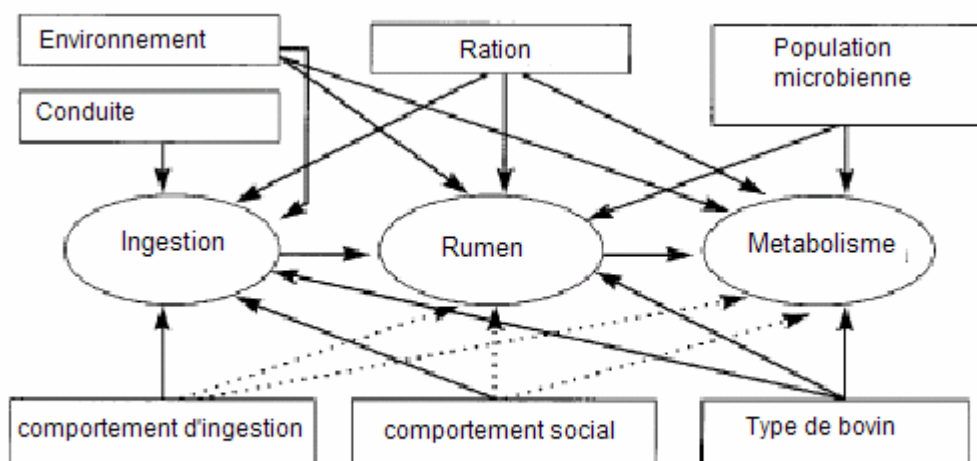 Environnement
Ration
Population
microbienne
Conduite
Ingestion
Rumen
Metabolisme
comportement d'ingestion
comportement social
Type de bovin